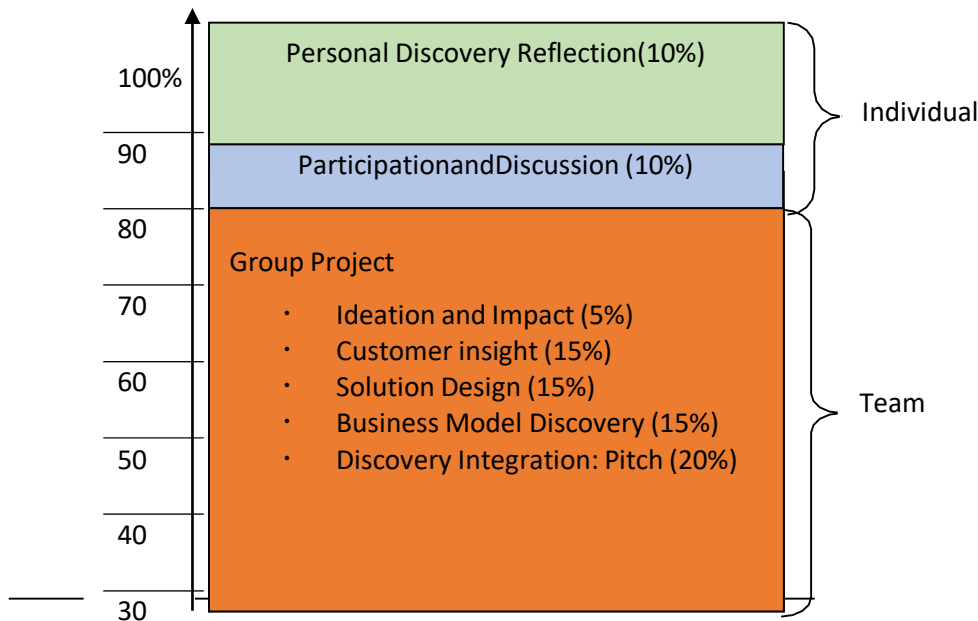 Personal Discovery Reflection(10%)
100%
Individual
90
ParticipationandDiscussion (10%)
80
Group Project
70
· Ideation and Impact (5%)
· Customer insight (15%)
60
· Solution Design (15%)
Team
· Business Model Discovery (15%)
50
· Discovery Integration: Pitch (20%)
40
30